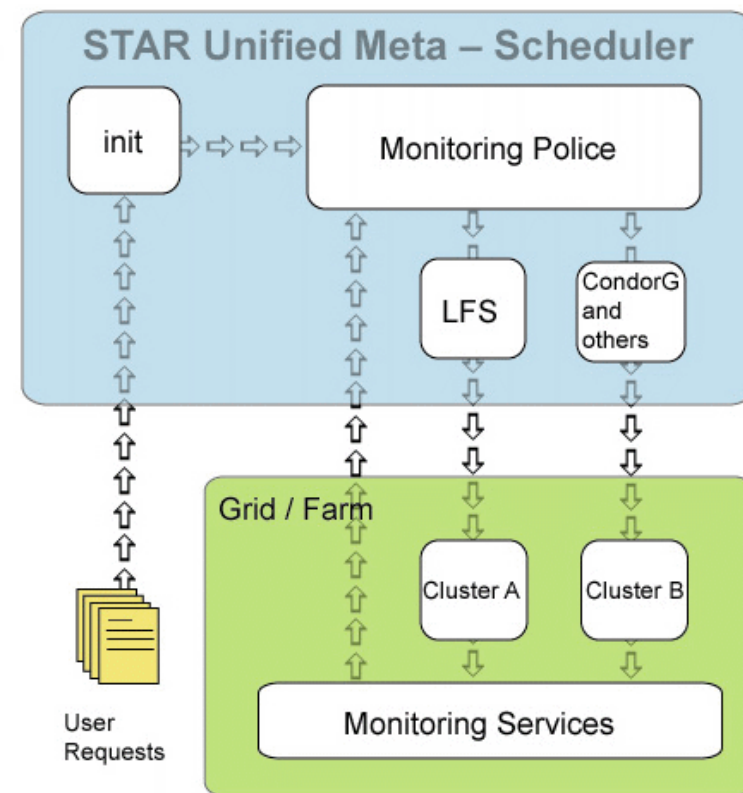 STAR Unified Meta – Scheduler
init
Monitoring Police
LFS
CondorG
and
others
Grid / Farm
Cluster A
Cluster B
Monitoring Services
User
Requests